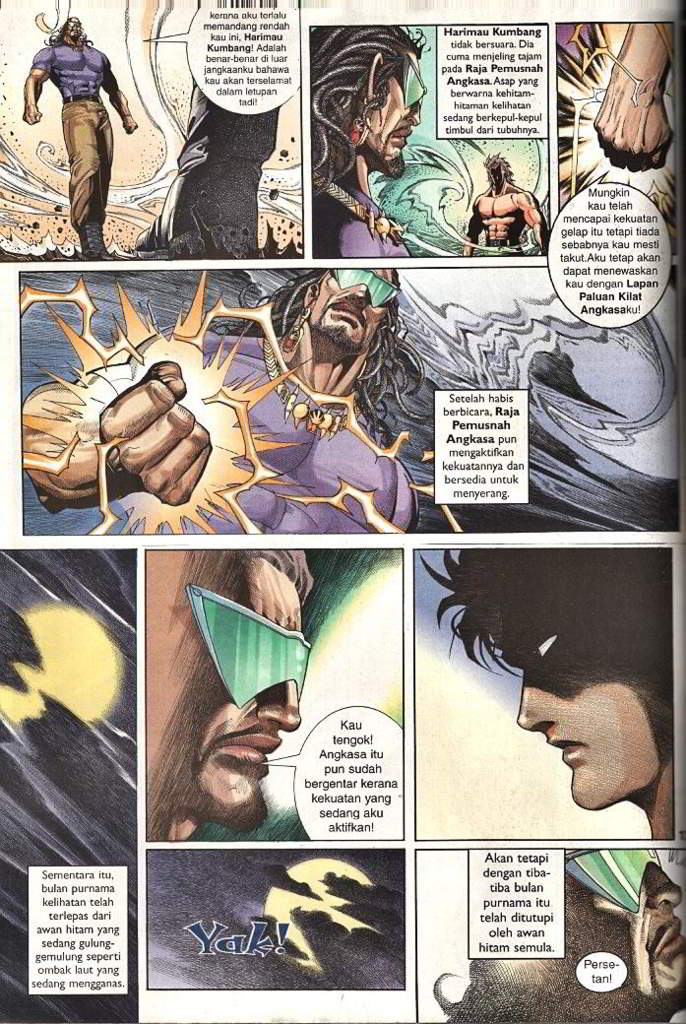 kerana aku terlalu
memandang rendah
kau ini, Harimau
Kumbang! Adalah
benar-benar di luar
jangkaanku bahawa
kau akan terselamat
dalam letupan
tadi!
Harimau Kumbang
tidak bersuara. Dia
cuma menjeling tajam
pada Raja Pemusnah
Angkasa. Asap yang
berwarna kehitam-
hitaman kelihatan
sedang berkepul-kepul
timbul dari tubuhnya.
Mungkin
kau telah
mencapai kekuatan
gelap itu tetapi tiada
sebabnya kau mesti
takut.Aku tetap akan
dapat menewaskan
kau dengan Lapan
Paluan Kilat
Angkasaku!
Setelah habis
berbicara, Raja
Pemusnah
Angkasa pun
mengaktifkan
kekuatannya dan
bersedia untuk
menyerang.
Sementara itu,
bulan purnama
kelihatan telah
terlepas dari
awan hitam yang
sedang gulung-
gemulung seperti
ombak laut yang
sedang mengganas.
Kau
tengok!
Angkasa itu
pun sudah
bergentar kerana
kekuatan yang
sedang aku
aktifkan!
Yak!
Akan tetapi
dengan tiba-
tiba bulan
purnama itu
telah ditutupi
oleh awan
hitam semula.
Perse-
tan!